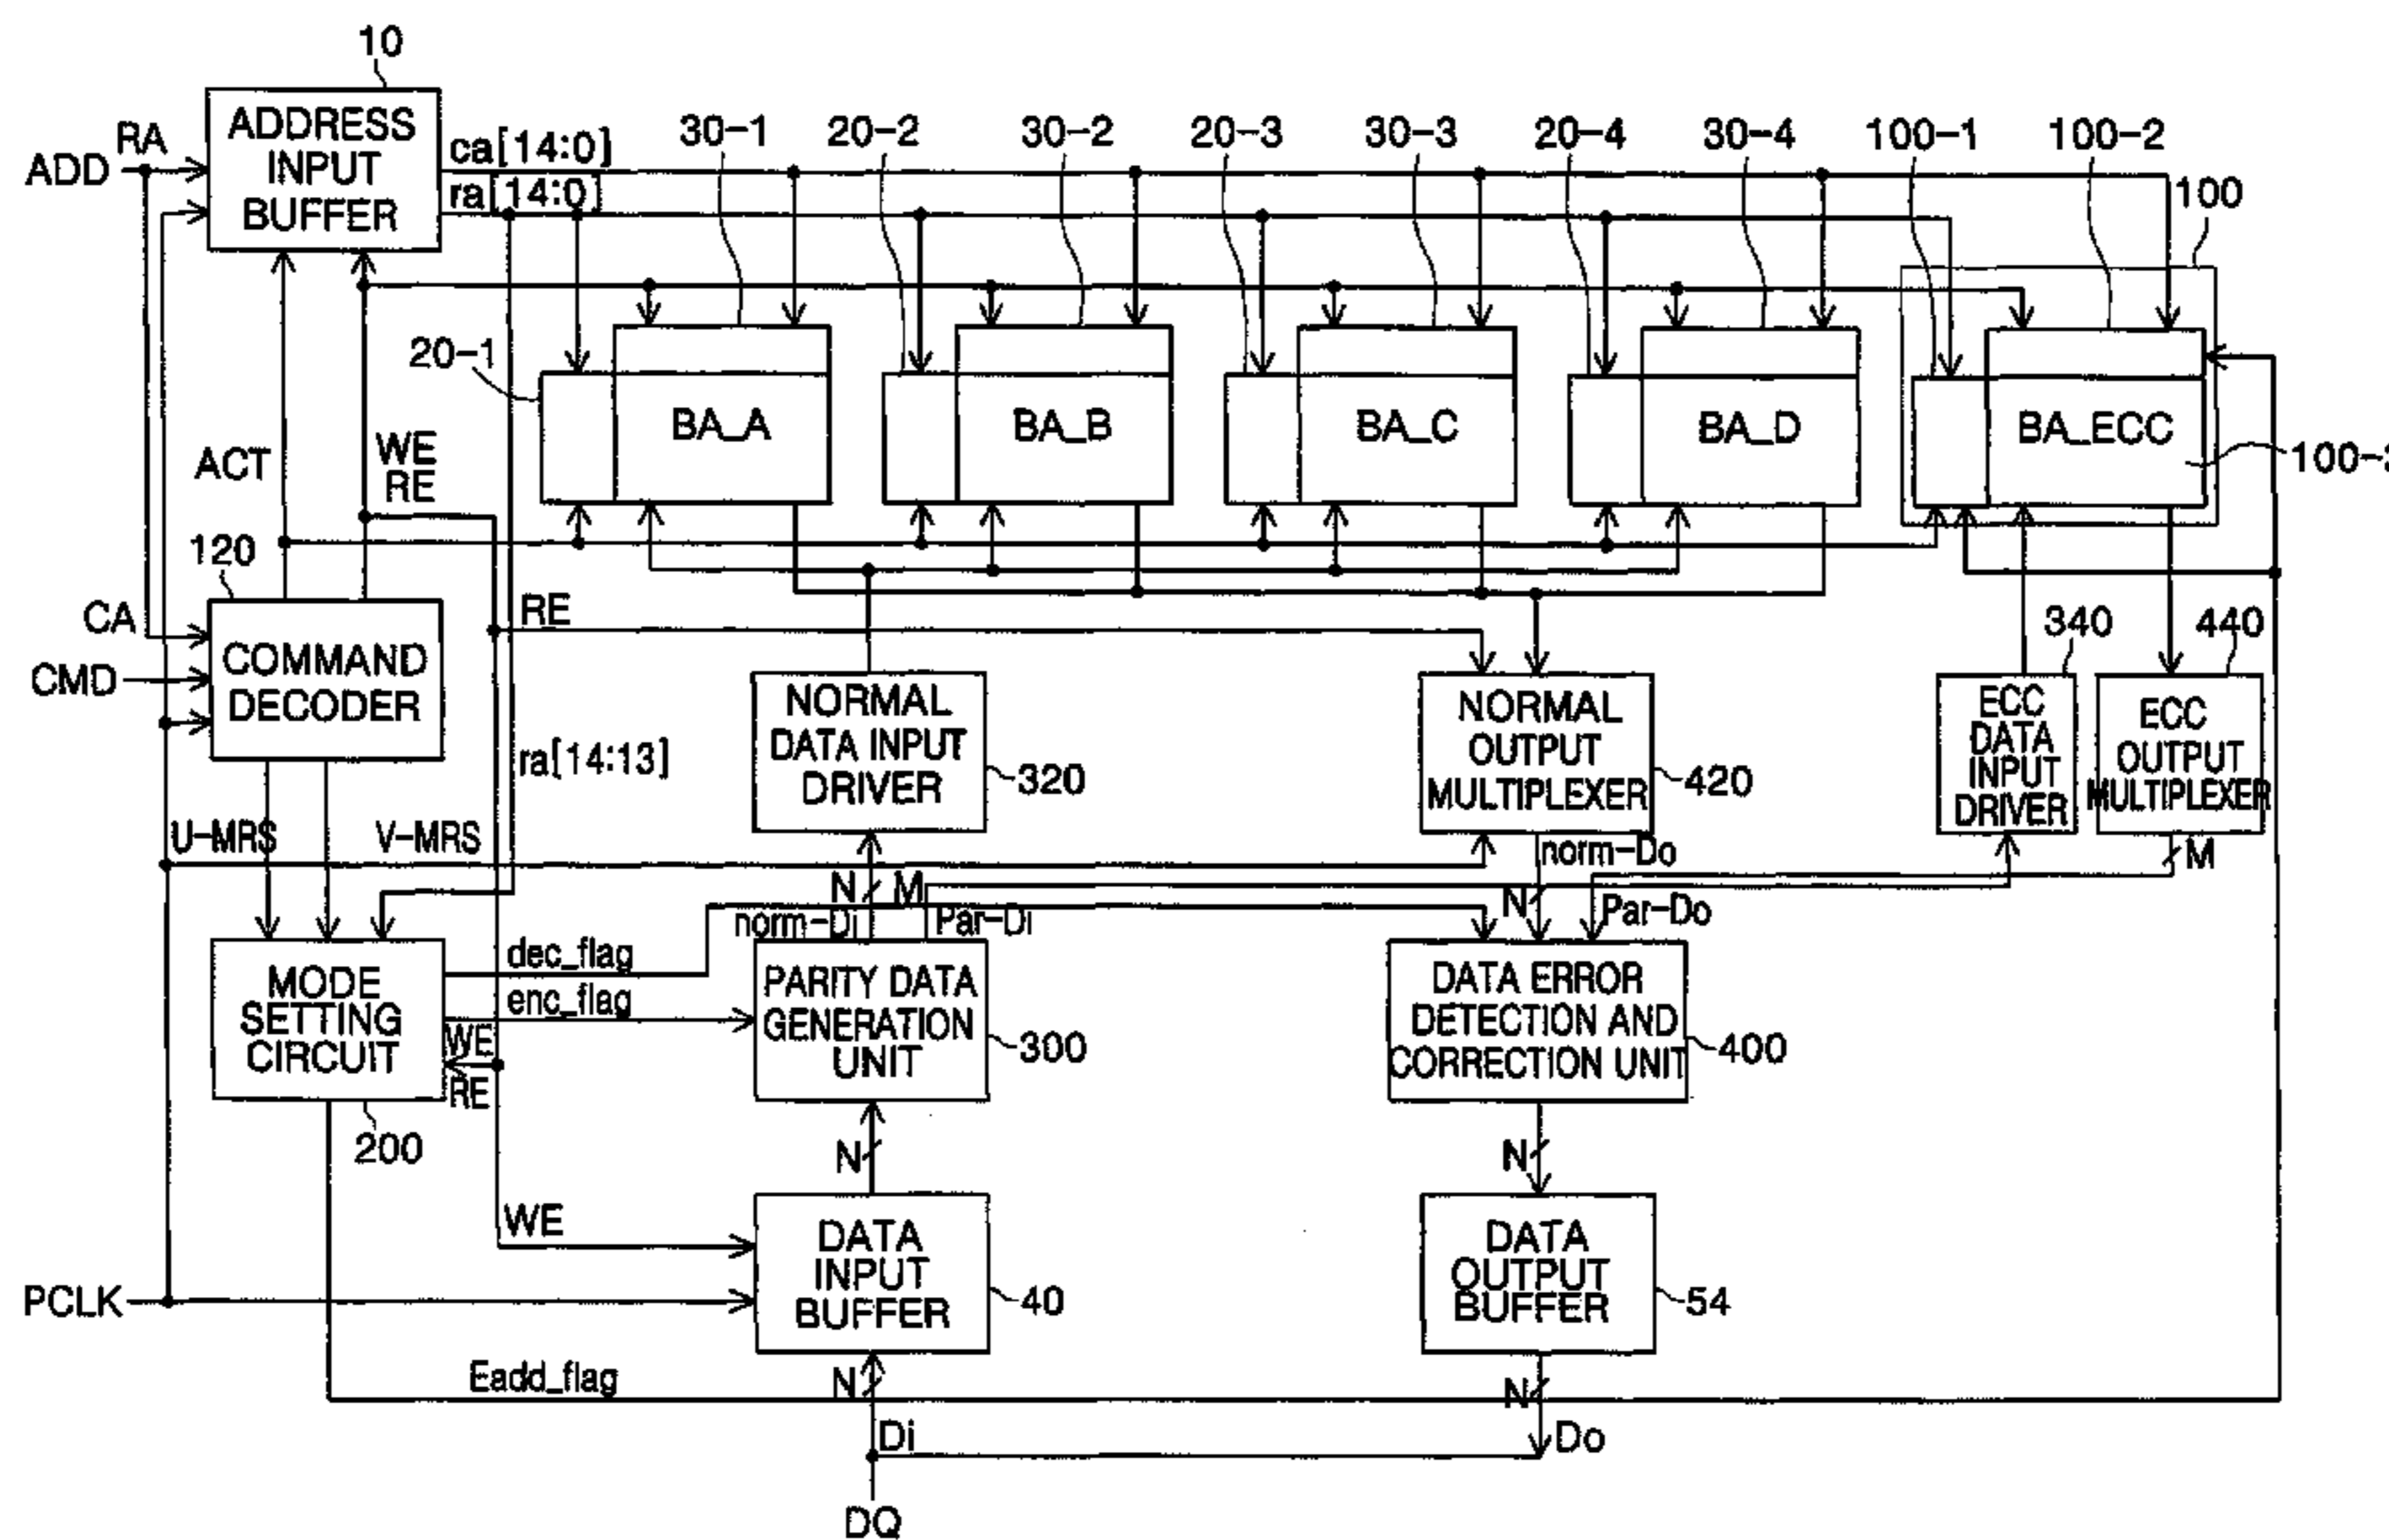 10
ADDRESS
INPUT
BUFFER
RA
ADD
ca[14:0]
ra[14:0]
30-1
20-2
30-2
20-3
30-3
20-4
30-4
100-1
100-2
100
20-1
BA_A
BA_B
BA_C
BA_D
BA_ECC
100-3
ACT
WE
RE
120
CA
CMD
COMMAND
DECODER
RE
ra[14:13]
NORMAL
DATA INPUT
DRIVER
320
NORMAL
OUTPUT
MULTIPLEXER
420
340
ECC
DATA
INPUT
DRIVER
440
ECC
OUTPUT
MULTIPLEXER
U-MRS
V-MRS
N
M
norm-Di
Par-Di
norm-Do
N
Par-Do
M
MODE
SETTING
CIRCUIT
200
dec_flag
enc_flag
WE
RE
PARITY DATA
GENERATION
UNIT
300
DATA ERROR
DETECTION AND
CORRECTION UNIT
400
N
N
WE
PCLK
DATA
INPUT
BUFFER
40
DATA
OUTPUT
BUFFER
54
Eadd_flag
N
N
Di
Do
DQ